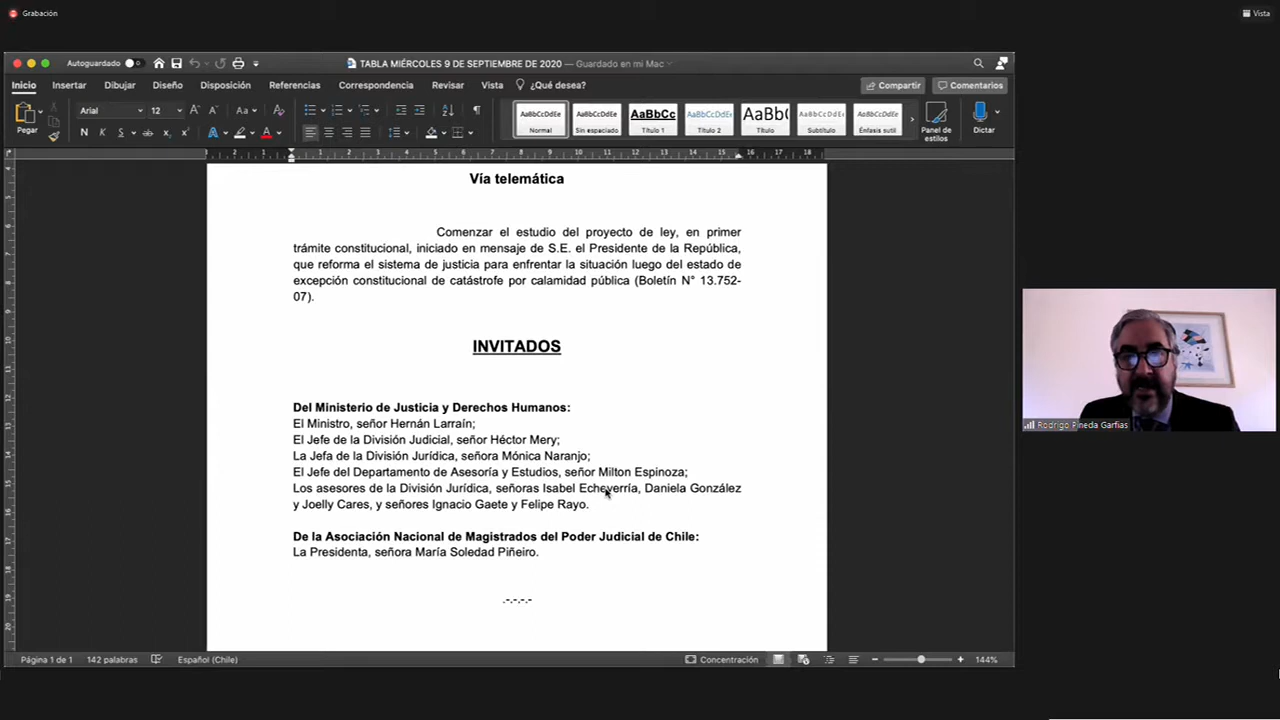 Grabación
Vista
Autoguardado
TABLA MIÉRCOLES 9 DE SEPTIEMBRE DE 2020 — Guardado en mi Mac
Inicio Insertar Dibujar Diseño Disposición Referencias Correspondencia Revisar Vista ¿Qué desea? Compartir Comentarios
Pegar
Arial 12
N K S x x
AaBbCcDdEe AaBbCcDdEe AaBbCc AaBbCcDdEe AaBbC AaBbCcDdEe AaBbCcDdEe
Normal Sin espaciado Título 1 Título 2 Título Subtítulo Énfasis sutil
Panel de estilos
Dictar
Vía telemática
Comenzar el estudio del proyecto de ley, en primer
trámite constitucional, iniciado en mensaje de S.E. el Presidente de la República,
que reforma el sistema de justicia para enfrentar la situación luego del estado de
excepción constitucional de catástrofe por calamidad pública (Boletín N° 13.752-
07).
INVITADOS
Del Ministerio de Justicia y Derechos Humanos:
El Ministro, señor Hernán Larraín;
El Jefe de la División Judicial, señor Héctor Mery;
La Jefa de la División Jurídica, señora Mónica Naranjo;
El Jefe del Departamento de Asesoría y Estudios, señor Milton Espinoza;
Los asesores de la División Jurídica, señoras Isabel Echeverría, Daniela González
y Joelly Cares, y señores Ignacio Gaete y Felipe Rayo.
De la Asociación Nacional de Magistrados del Poder Judicial de Chile:
La Presidenta, señora María Soledad Piñeiro.
.-.-.-.-
Rodrigo Pineda Garfias
Página 1 de 1 142 palabras Español (Chile) Concentración 144%